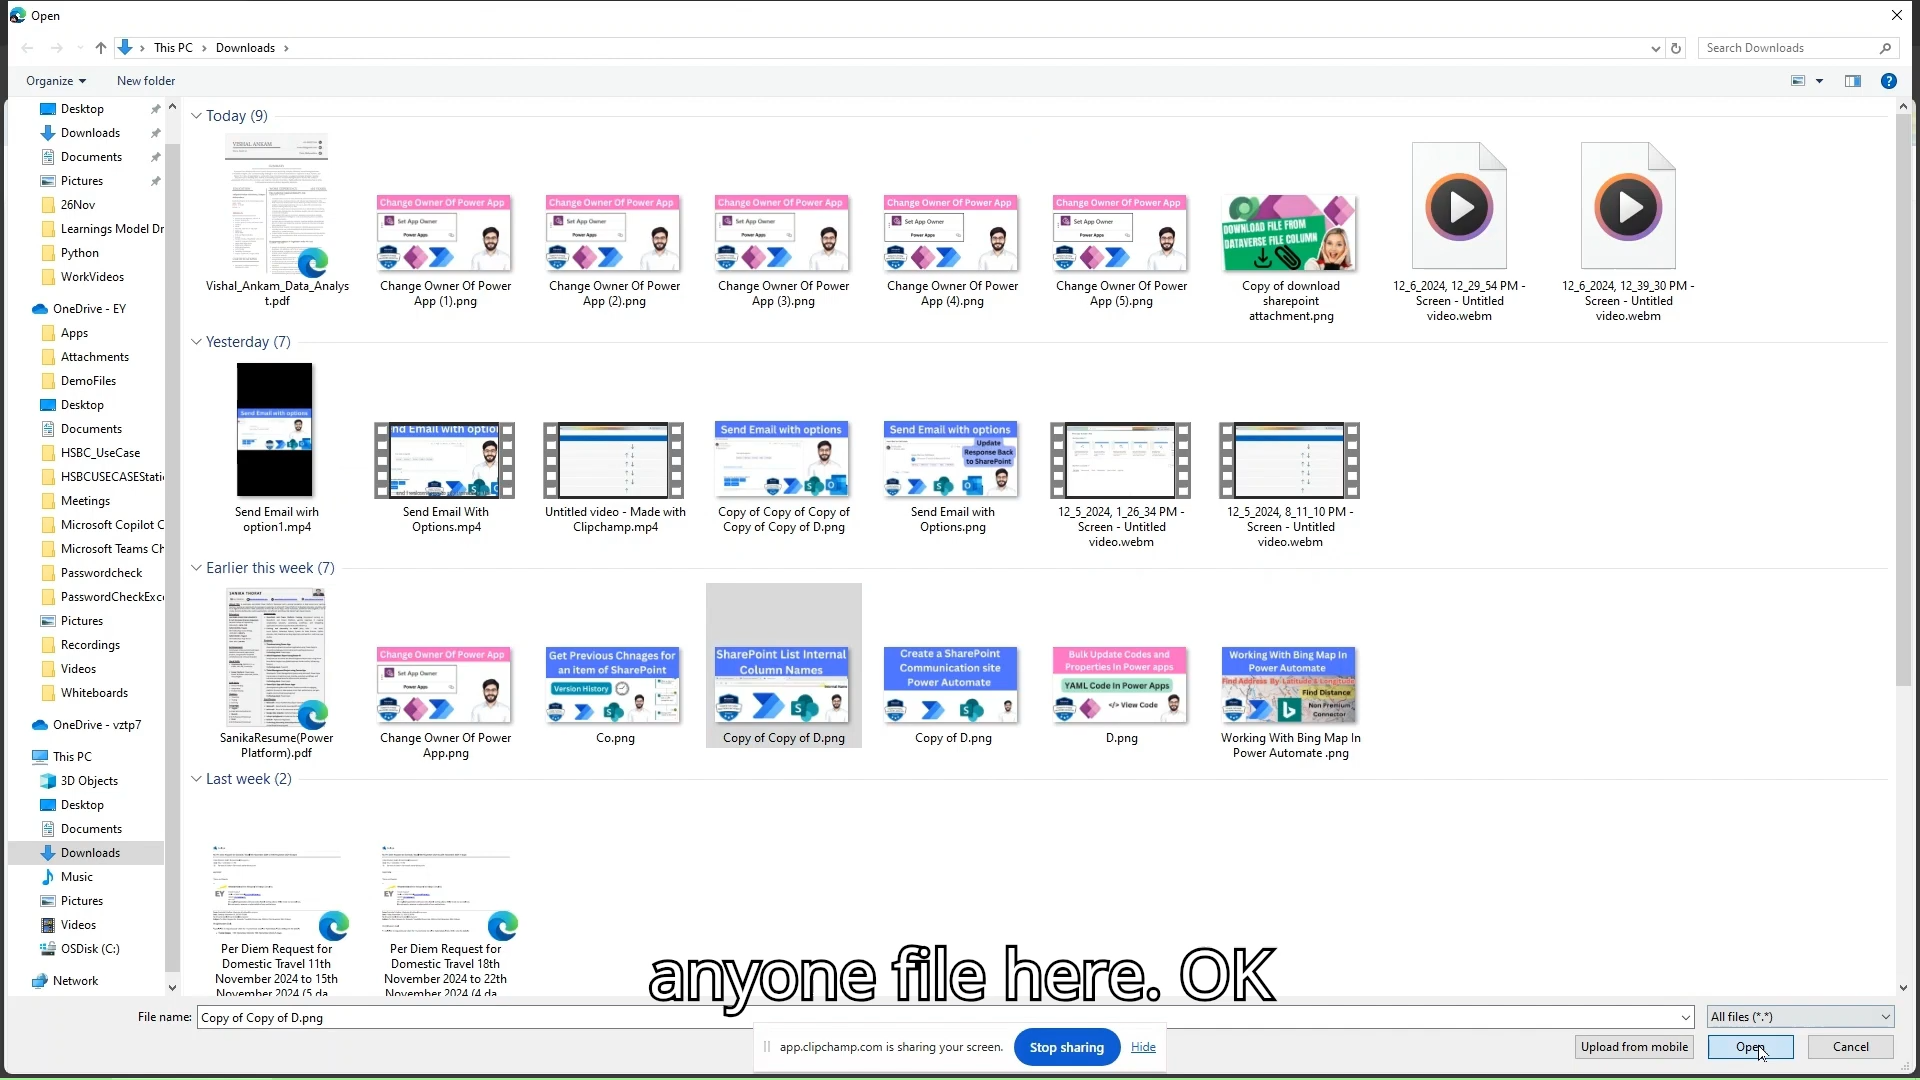 Open
This PC > Downloads >
Search Downloads
Organize
New folder
Desktop
Downloads
Documents
Pictures
26Nov
Learnings Model Dr
Python
WorkVideos
OneDrive - EY
Apps
Attachments
DemoFiles
Desktop
Documents
HSBC_UseCase
HSBCUSECASEStati
Meetings
Microsoft Copilot C
Microsoft Teams Ch
Passwordcheck
PasswordCheckExc
Pictures
Recordings
Videos
Whiteboards
OneDrive - vztp7
This PC
3D Objects
Desktop
Documents
Downloads
Music
Pictures
Videos
OSDisk (C:)
Network
Today (9)
VISHAL ANKAM
Vishal_Ankam_Data_Analys
t.pdf
Change Owner Of Power App
Set App Owner
Power Apps
Change Owner Of Power
App (1).png
Change Owner Of Power App
Set App Owner
Power Apps
Change Owner Of Power
App (2).png
Change Owner Of Power App
Set App Owner
Power Apps
Change Owner Of Power
App (3).png
Change Owner Of Power App
Set App Owner
Power Apps
Change Owner Of Power
App (4).png
Change Owner Of Power App
Set App Owner
Power Apps
Change Owner Of Power
App (5).png
DOWNLOAD FILE FROM
DATAVERSE FILE COLUMN
Copy of download
sharepoint
attachment.png
12_6_2024, 12_29_54 PM -
Screen - Untitled
video.webm
12_6_2024, 12_39_30 PM -
Screen - Untitled
video.webm
Yesterday (7)
Send Email with options
Send Email wirh
option1.mp4
nd Email with optio
Send Email With
Options.mp4
Untitled video - Made with
Clipchamp.mp4
Send Email with options
Copy of Copy of Copy of
Copy of Copy of D.png
Send Email with options
Update
Response Back
to SharePoint
Send Email with
Options.png
12_5_2024, 1_26_34 PM -
Screen - Untitled
video.webm
12_5_2024, 8_11_10 PM -
Screen - Untitled
video.webm
Earlier this week (7)
SANIKA THORAT
SanikaResume(Power
Platform).pdf
Change Owner Of Power App
Set App Owner
Power Apps
Change Owner Of Power
App.png
Get Previous Chnages for
an item of SharePoint
Version History
Co.png
SharePoint List Internal
Column Names
Copy of Copy of D.png
Create a SharePoint
Communication site
Power Automate
Copy of D.png
Bulk Update Codes and
Properties In Power apps
YAML Code In Power Apps
</> View Code
D.png
Working With Bing Map In
Power Automate
Find Address By Latitude & Longitude
Find Distance
Non Premium
Connector
Working With Bing Map In
Power Automate .png
Last week (2)
EY
Per Diem Request for
Domestic Travel 11th
November 2024 to 15th
November 2024 (5 da
EY
Per Diem Request for
Domestic Travel 18th
November 2024 to 22th
November 2024 (4 da
anyone file here. OK
File name:
Copy of Copy of D.png
All files (*.*)
app.clipchamp.com is sharing your screen.
Stop sharing
Hide
Upload from mobile
Open
Cancel